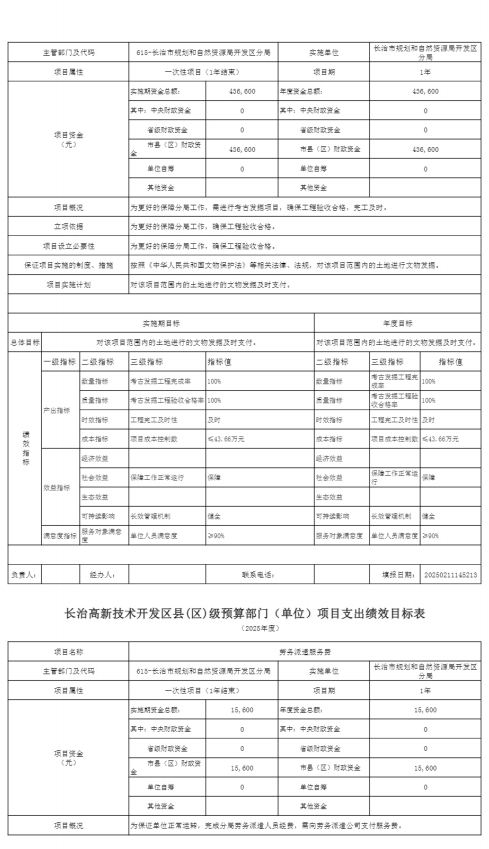 主管部门及代码 615-长治市规划和自然资源局开发区分局 实施单位 长治市规划和自然资源局开发区分局
项目属性 一次性项目（1年结束） 项目期 1年
项目资金（元） 实施期资金总额： 436,600 年度资金总额： 436,600
其中：中央财政资金 0 其中：中央财政资金 0
省级财政资金 0 省级财政资金 0
市县（区）财政资金 436,600 市县（区）财政资金 436,600
单位自筹 0 单位自筹 0
其他资金 其他资金
项目概况 为更好的保障分局工作，需进行考古发掘项目，确保工程验收合格，完工及时。
立项依据 为更好的保障分局工作，确保工程验收合格。
项目设立必要性 为更好的保障分局工作，确保工程验收合格。
保证项目实施的制度、措施 按照《中华人民共和国文物保护法》等相关法律、法规，对该项目范围内的土地进行文物发掘。
项目实施计划 对该项目范围内的土地进行的文物发掘及时支付。
实施期目标 年度目标
总体目标 对该项目范围内的土地进行的文物发掘及时支付。 对该项目范围内的土地进行的文物发掘及时支付。
绩效指标 一级指标 二级指标 三级指标 指标值 二级指标 三级指标 指标值
产出指标 数量指标 考古发掘工程完成率 100% 数量指标 考古发掘工程完成率 100%
质量指标 考古发掘工程验收合格率 100% 质量指标 考古发掘工程验收合格率 100%
时效指标 工程完工及时性 及时 时效指标 工程完工及时性 及时
成本指标 项目成本控制数 ≤43.66万元 成本指标 项目成本控制数 ≤43.66万元
效益指标 经济效益 经济效益
社会效益 保障工作正常运行 保障 社会效益 保障工作正常运行 保障
生态效益 生态效益
可持续影响 长效管理机制 健全 可持续影响 长效管理机制 健全
满意度指标 服务对象满意度 单位人员满意度 ≥90% 服务对象满意度 单位人员满意度 ≥90%
负责人： 经办人： 联系电话： 填报日期： 20250211145213
长治高新技术开发区县(区)级预算部门（单位）项目支出绩效目标表
（2025年度）
项目名称 劳务派遣服务费
主管部门及代码 615-长治市规划和自然资源局开发区分局 实施单位 长治市规划和自然资源局开发区分局
项目属性 一次性项目（1年结束） 项目期 1年
项目资金（元） 实施期资金总额： 15,600 年度资金总额： 15,600
其中：中央财政资金 0 其中：中央财政资金 0
省级财政资金 0 省级财政资金 0
市县（区）财政资金 15,600 市县（区）财政资金 15,600
单位自筹 0 单位自筹 0
其他资金 其他资金
项目概况 为保证单位正常运转，完成分局劳务派遣人员经费，需向劳务派遣公司支付服务费。